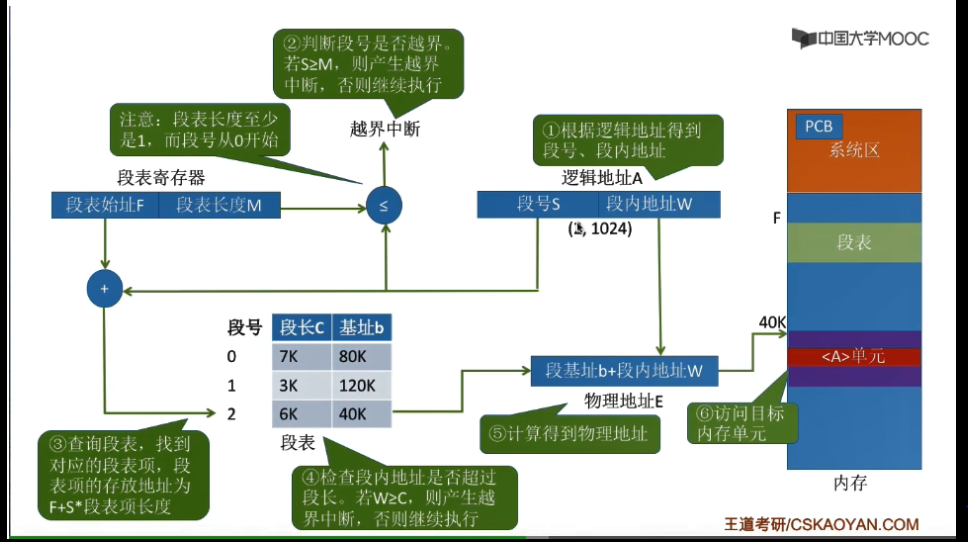 中国大学MOOC
②判断段号是否越界。
若S≥M，则产生越界
中断，否则继续执行
注意：段表长度至少
是1，而段号从0开始
越界中断
①根据逻辑地址得到
段号、段内地址
PCB
系统区
段表寄存器
逻辑地址A
段表始址F 段表长度M
≤
段号S 段内地址W
(2, 1024)
F
段表
+
段号 段长C 基址b
0 7K 80K
1 3K 120K
2 6K 40K
段表
40K
<A>单元
段基址b+段内地址W
物理地址E
⑥访问目标
内存单元
⑤计算得到物理地址
③查询段表，找到
对应的段表项，段
表项的存放地址为
F+S*段表项长度
④检查段内地址是否超过
段长。若W≥C，则产生越
界中断，否则继续执行
内存
王道考研/CSKAOYAN.COM